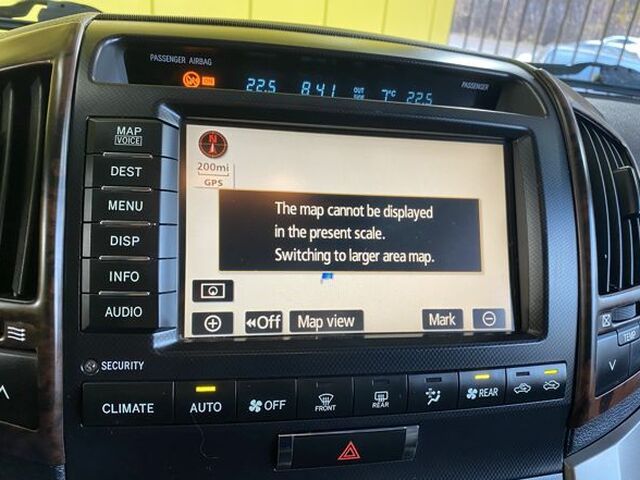 PASSENGER AIRBAG
PASSENGER
22.5 8:41 OUT SIDE 7°C 22.5
MAP
VOICE
DEST
MENU
DISP
INFO
AUDIO
N
200mi
GPS
The map cannot be displayed
in the present scale.
Switching to larger area map.
Off Map view Mark
SECURITY
CLIMATE AUTO OFF FRONT REAR REAR
TEMP